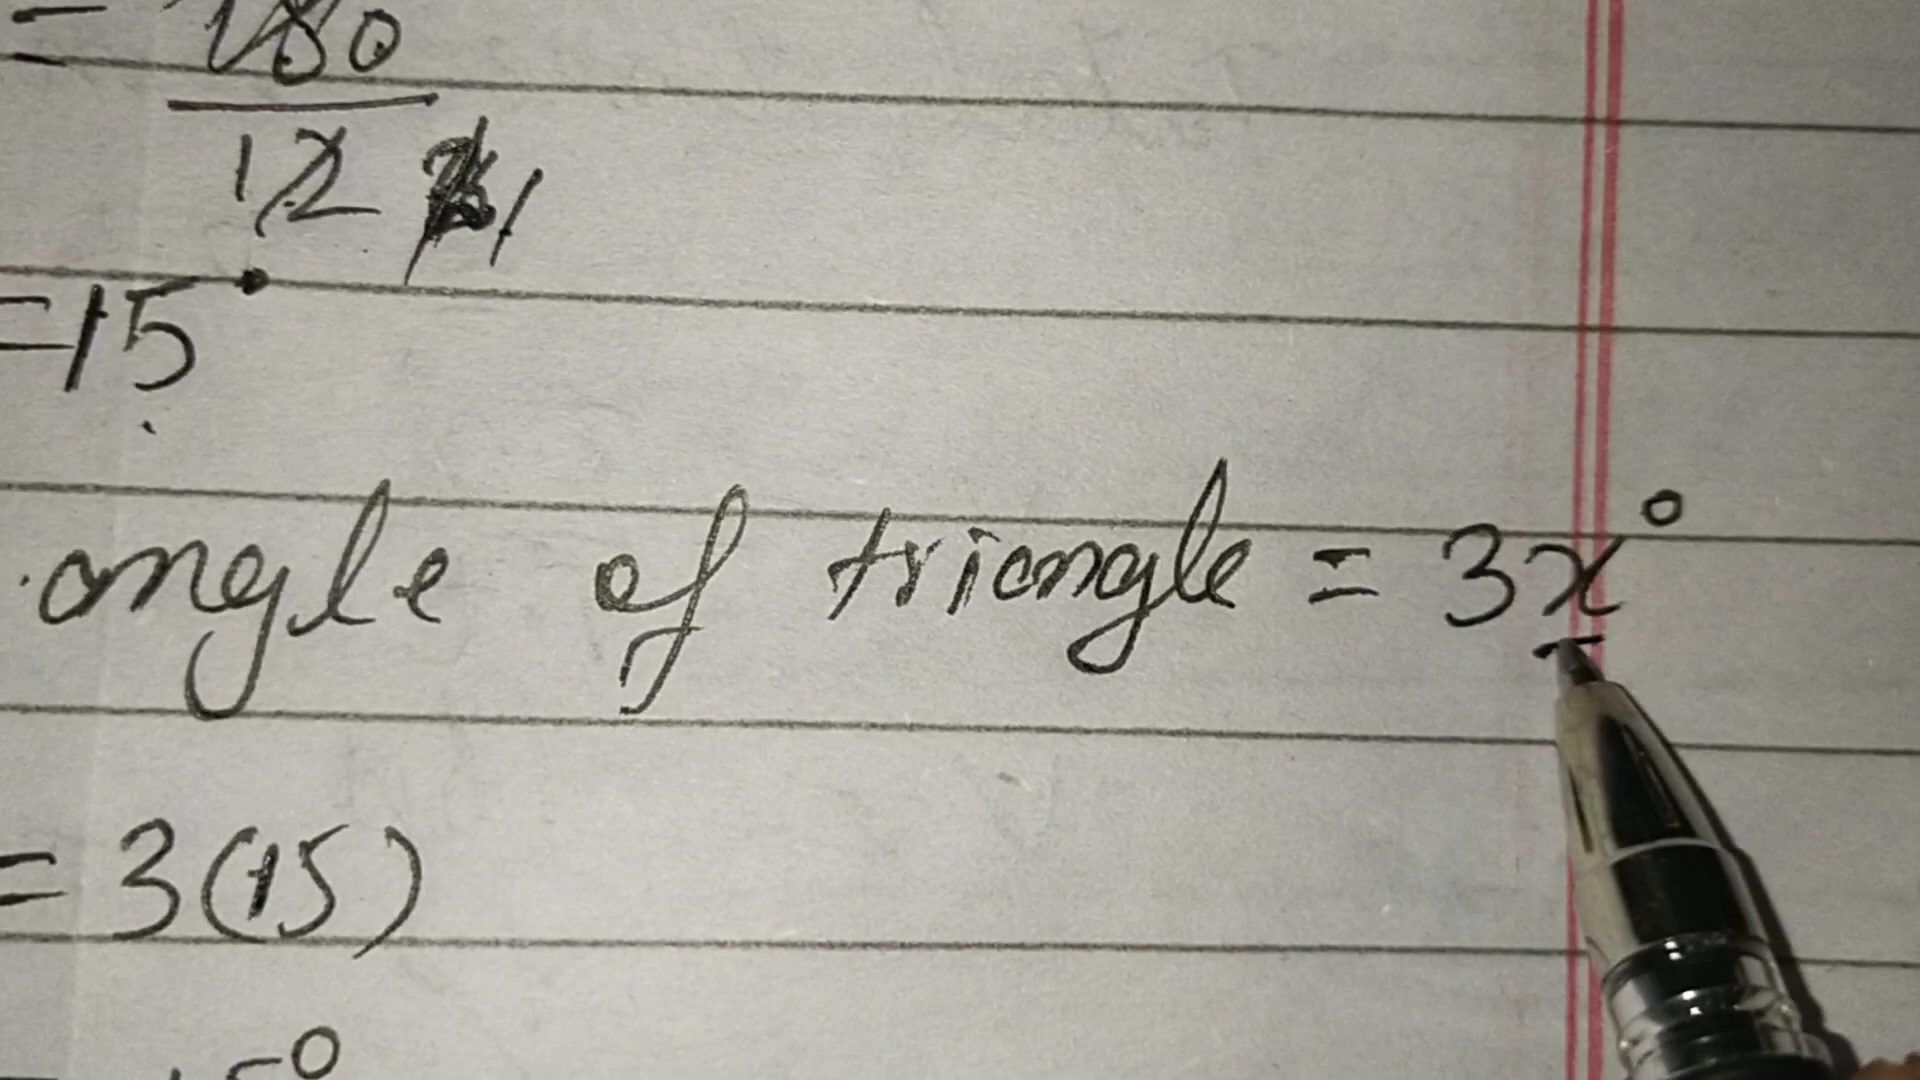 = 180
12
= 15°
angle of triangle = 3x°
= 3(15)